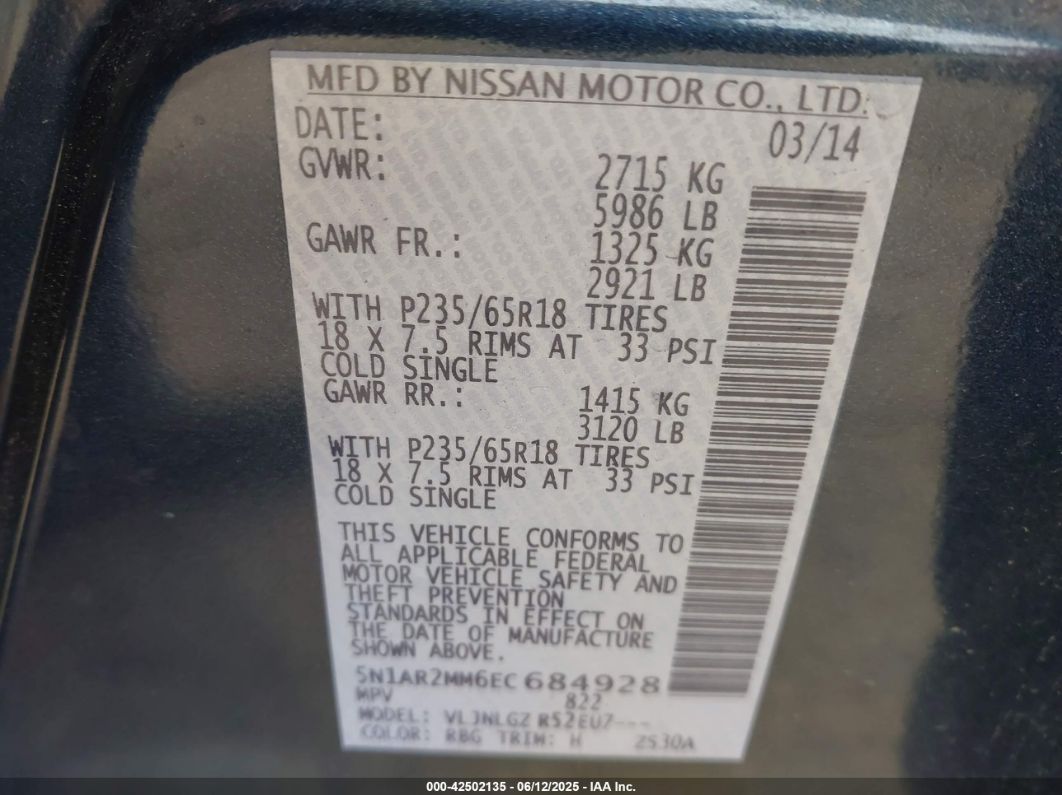 MFD BY NISSAN MOTOR CO., LTD.
DATE: 03/14
GVWR: 2715 KG
5986 LB
GAWR FR.: 1325 KG
2921 LB
WITH P235/65R18 TIRES
18 X 7.5 RIMS AT 33 PSI
COLD SINGLE
GAWR RR.: 1415 KG
3120 LB
WITH P235/65R18 TIRES
18 X 7.5 RIMS AT 33 PSI
COLD SINGLE
THIS VEHICLE CONFORMS TO
ALL APPLICABLE FEDERAL
MOTOR VEHICLE SAFETY AND
THEFT PREVENTION
STANDARDS IN EFFECT ON
THE DATE OF MANUFACTURE
SHOWN ABOVE.
5N1AR2MM6EC684928
MPV 822
MODEL: VLJNLGZ R52EUZ---
COLOR: RBG TRIM: H 2530A
000-42502135 - 06/12/2025 - IAA Inc.